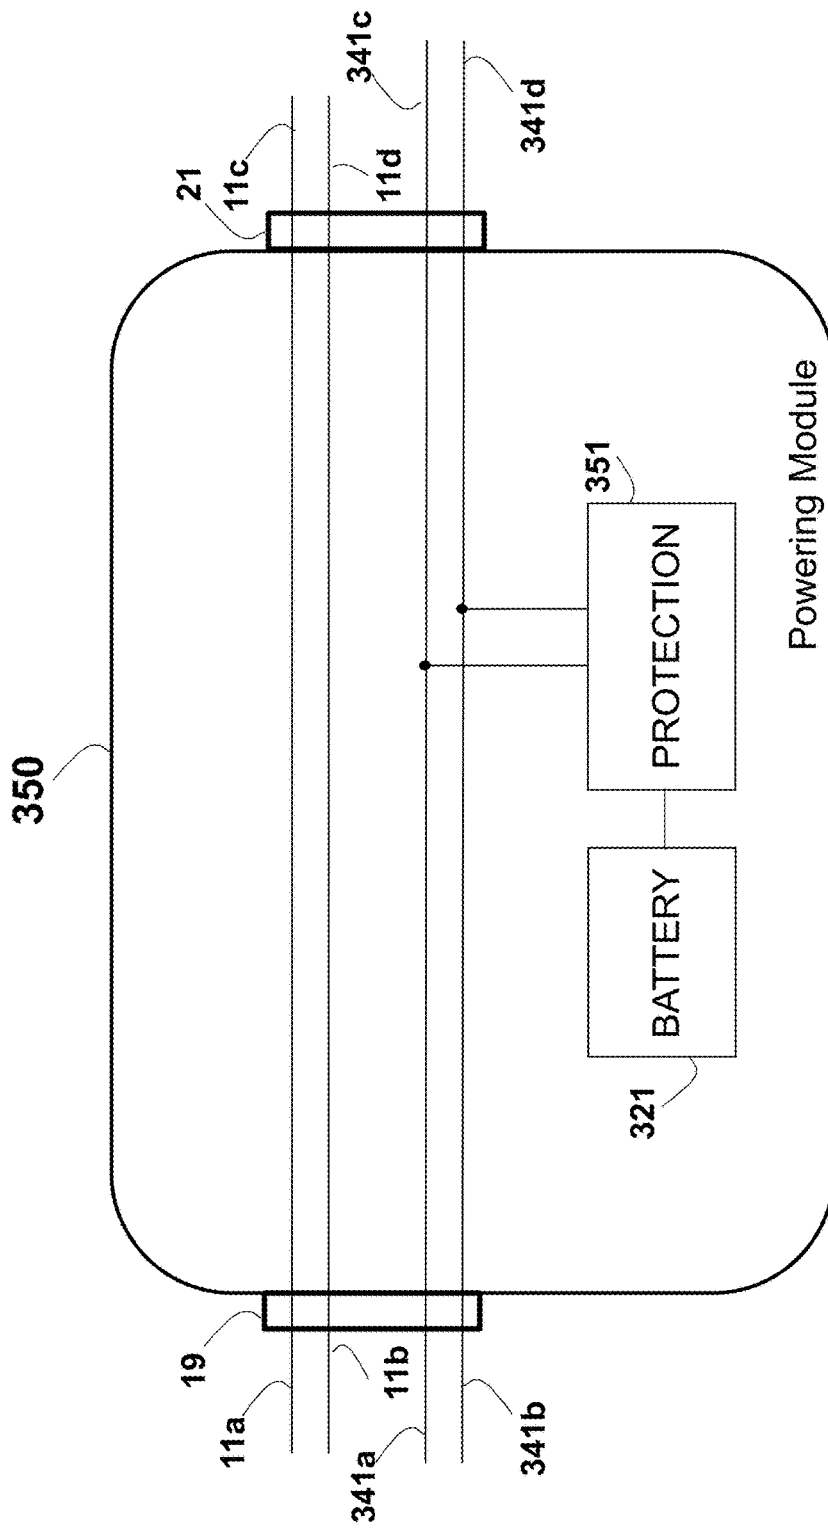 350
19
21
11a
11b
11c
11d
341a
341b
341c
341d
BATTERY
321
PROTECTION
351
Powering Module